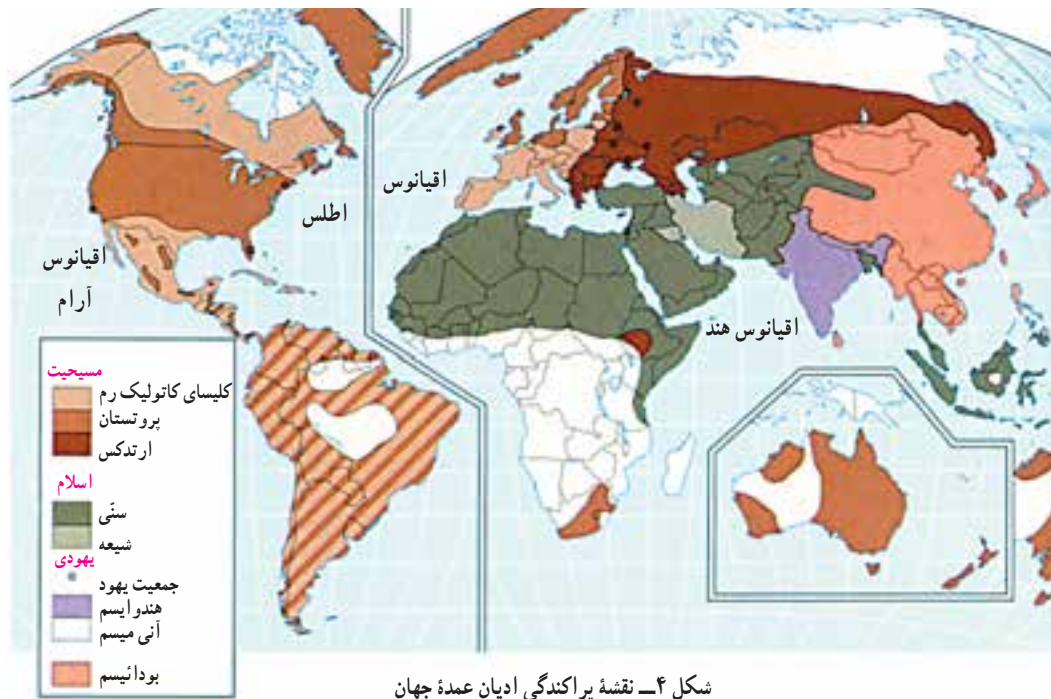 اقیانوس
اطلس
اقیانوس
آرام
اقیانوس هند
مسیحیت
کلیسای کاتولیک رم
پروتستان
ارتدکس
اسلام
سنّی
شیعه
یهودی
جمعیت یهود
هندوایسم
آنی میسم
بودائیسم
شکل ۴ــ نقشهٔ پراکندگی ادیان عمدهٔ جهان